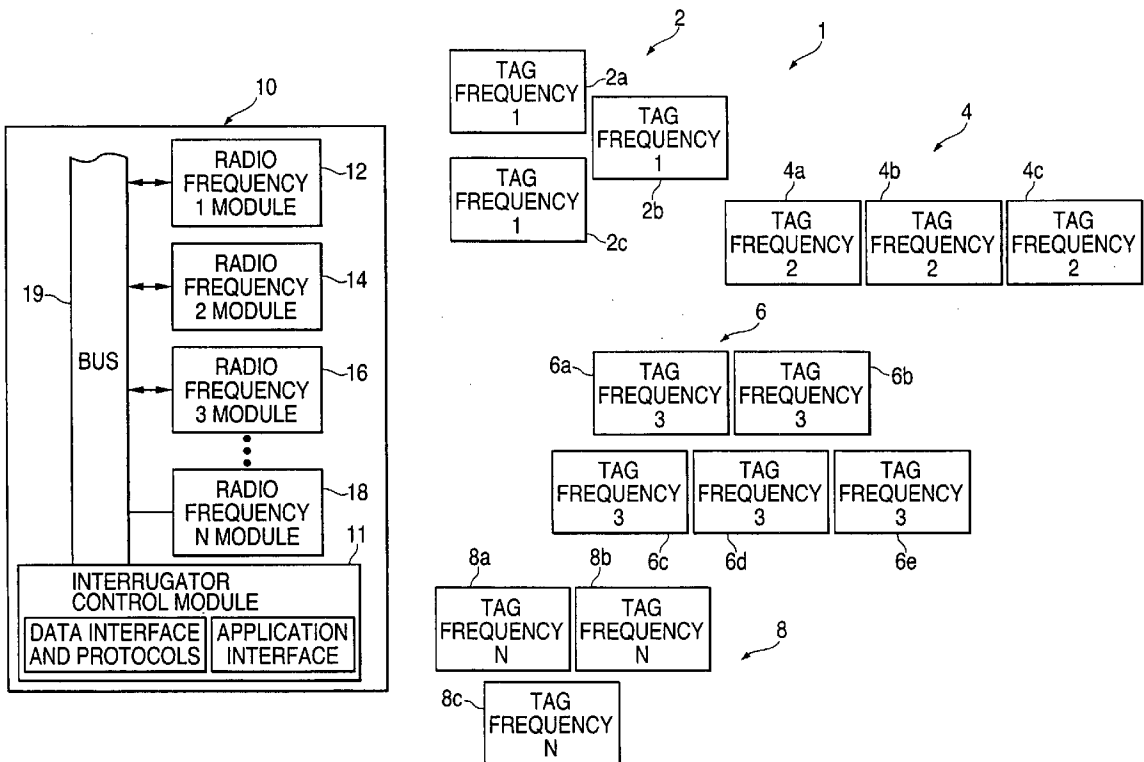 10
RADIO
FREQUENCY
1 MODULE
12
RADIO
FREQUENCY
2 MODULE
14
19
BUS
RADIO
FREQUENCY
3 MODULE
16
RADIO
FREQUENCY
N MODULE
18
11
INTERRUGATOR
CONTROL MODULE
DATA INTERFACE
AND PROTOCOLS
APPLICATION
INTERFACE
2
1
TAG
FREQUENCY
1
2a
TAG
FREQUENCY
1
2b
TAG
FREQUENCY
1
2c
4
4a
4b
4c
TAG
FREQUENCY
2
TAG
FREQUENCY
2
TAG
FREQUENCY
2
6
6a
TAG
FREQUENCY
3
TAG
FREQUENCY
3
6b
TAG
FREQUENCY
3
TAG
FREQUENCY
3
TAG
FREQUENCY
3
6c
6d
6e
8a
8b
TAG
FREQUENCY
N
TAG
FREQUENCY
N
8
8c
TAG
FREQUENCY
N